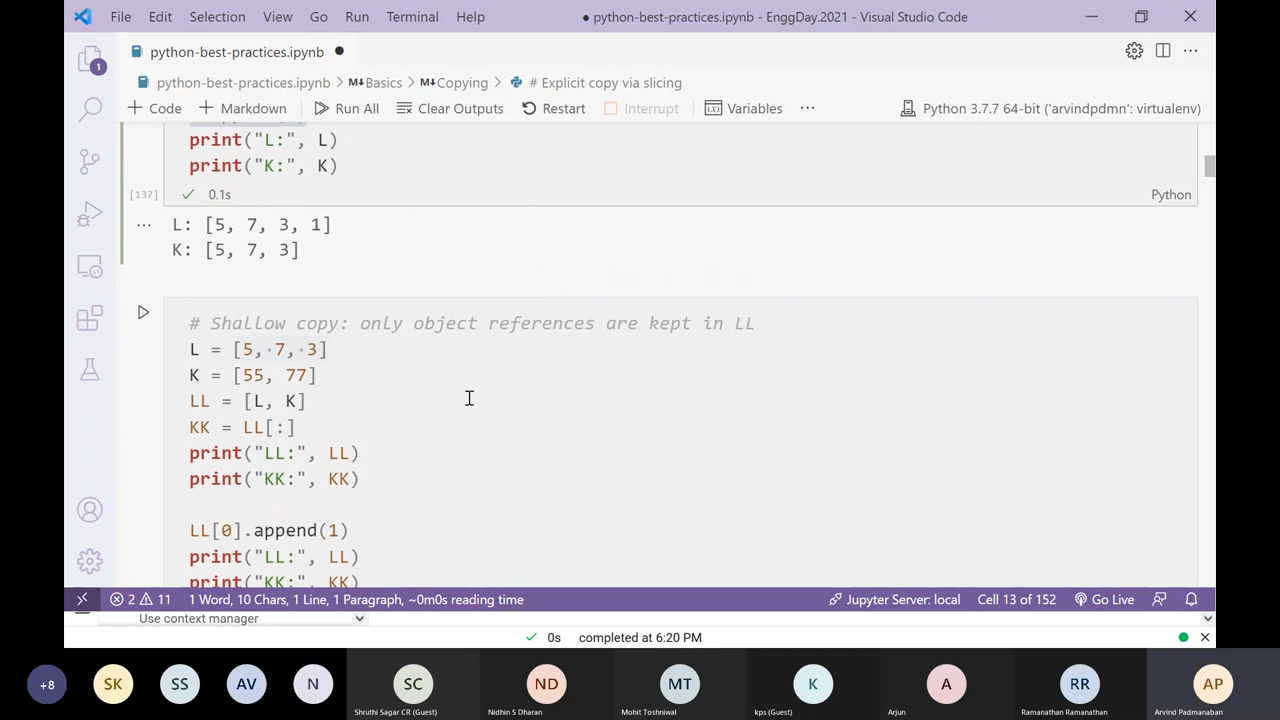 File Edit Selection View Go Run Terminal Help ● python-best-practices.ipynb - EnggDay.2021 - Visual Studio Code
python-best-practices.ipynb ●
python-best-practices.ipynb > M↓Basics > M↓Copying > # Explicit copy via slicing
+ Code + Markdown Run All Clear Outputs Restart Interrupt Variables ··· Python 3.7.7 64-bit ('arvindpdmn': virtualenv)
print("L:", L)
print("K:", K)
[137] ✓ 0.1s Python
··· L: [5, 7, 3, 1]
K: [5, 7, 3]
# Shallow copy: only object references are kept in LL
L = [5, 7, 3]
K = [55, 77]
LL = [L, K]
KK = LL[:]
print("LL:", LL)
print("KK:", KK)
LL[0].append(1)
print("LL:", LL)
print("KK:", KK)
1
2 11 1 Word, 10 Chars, 1 Line, 1 Paragraph, ~0m0s reading time Jupyter Server: local Cell 13 of 152 Go Live
Use context manager
✓ 0s completed at 6:20 PM
+8 SK SS AV N SC ND MT K A RR AP
Shruthi Sagar CR (Guest) Nidhin S Dharan Mohit Toshniwal kps (Guest) Arjun Ramanathan Ramanathan Arvind Padmanaban